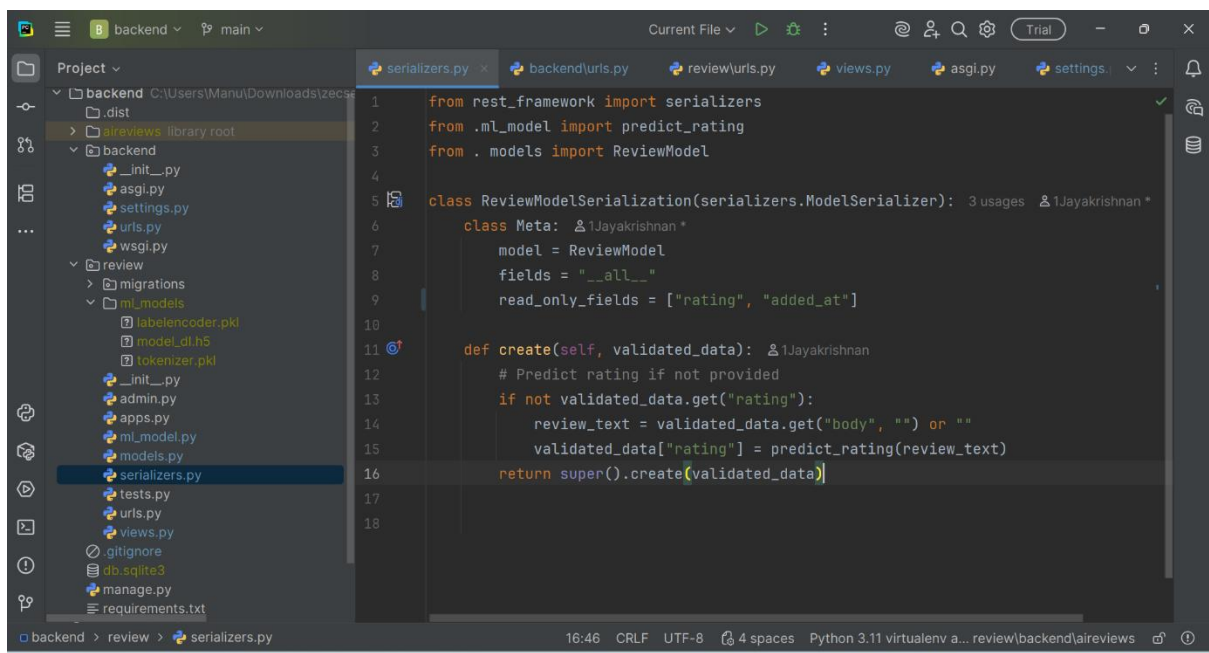 B backend main Current File Trial
Project serializers.py backend\urls.py review\urls.py views.py asgi.py settings.
backend C:\Users\Manu\Downloads\zecse
.dist
aireviews library root
backend
__init__.py
asgi.py
settings.py
urls.py
wsgi.py
review
migrations
ml_models
labelencoder.pkl
model_dl.h5
tokenizer.pkl
__init__.py
admin.py
apps.py
ml_model.py
models.py
serializers.py
tests.py
urls.py
views.py
.gitignore
db.sqlite3
manage.py
requirements.txt
1 from rest_framework import serializers
2 from .ml_model import predict_rating
3 from . models import ReviewModel
4
5 class ReviewModelSerialization(serializers.ModelSerializer): 3 usages 1Jayakrishnan *
6 class Meta: 1Jayakrishnan *
7 model = ReviewModel
8 fields = "__all__"
9 read_only_fields = ["rating", "added_at"]
10
11 def create(self, validated_data): 1Jayakrishnan
12 # Predict rating if not provided
13 if not validated_data.get("rating"):
14 review_text = validated_data.get("body", "") or ""
15 validated_data["rating"] = predict_rating(review_text)
16 return super().create(validated_data)
17
18
backend > review > serializers.py 16:46 CRLF UTF-8 4 spaces Python 3.11 virtualenv a... review\backend\aireviews